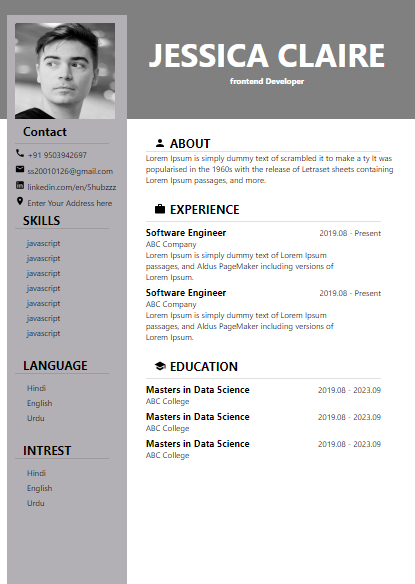 JESSICA CLAIRE
frontend Developer
Contact
+91 9503942697
ss20010126@gmail.com
linkedin.com/en/5hubzzz
Enter Your Address here
SKILLS
javascript
javascript
javascript
javascript
javascript
javascript
javascript
LANGUAGE
Hindi
English
Urdu
INTREST
Hindi
English
Urdu
ABOUT
Lorem Ipsum is simply dummy text of scrambled it to make a ty It was
popularised in the 1960s with the release of Letraset sheets containing
Lorem Ipsum passages, and more.
EXPERIENCE
Software Engineer 2019.08 - Present
ABC Company
Lorem Ipsum is simply dummy text of Lorem Ipsum
passages, and Aldus PageMaker including versions of
Lorem Ipsum.
Software Engineer 2019.08 - Present
ABC Company
Lorem Ipsum is simply dummy text of Lorem Ipsum
passages, and Aldus PageMaker including versions of
Lorem Ipsum.
EDUCATION
Masters in Data Science 2019.08 - 2023.09
ABC College
Masters in Data Science 2019.08 - 2023.09
ABC College
Masters in Data Science 2019.08 - 2023.09
ABC College